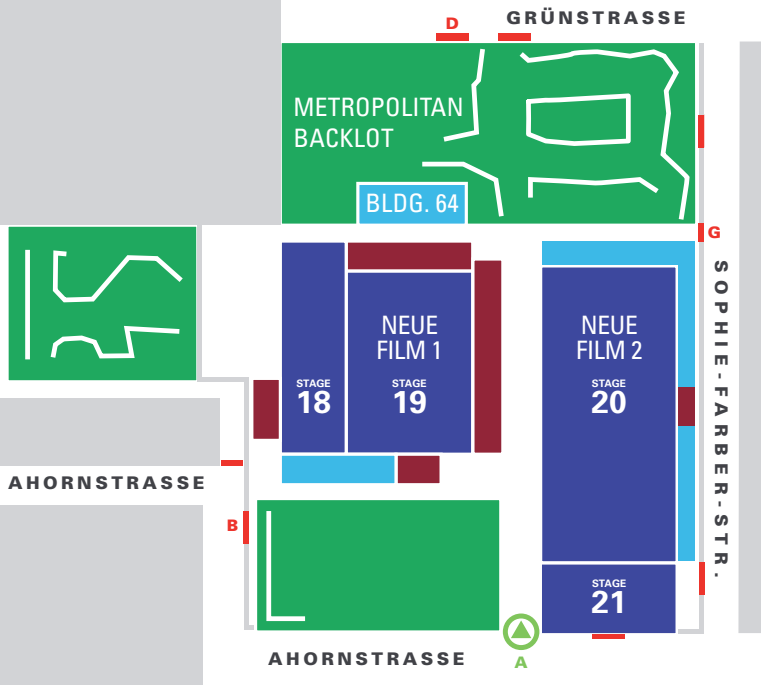 D
GRÜNSTRASSE
METROPOLITAN
BACKLOT
BLDG. 64
G
SOPHIE-FARBER-STR.
NEUE
FILM 1
NEUE
FILM 2
STAGE
18
STAGE
19
STAGE
20
AHORNSTRASSE
B
STAGE
21
AHORNSTRASSE
A